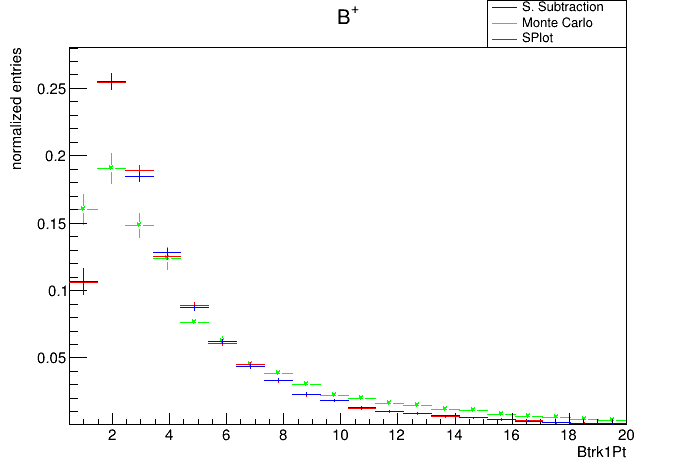 B+
S. Subtraction
Monte Carlo
SPlot
normalized entries
0.25
0.2
0.15
0.1
0.05
2 4 6 8 10 12 14 16 18 20
Btrk1Pt